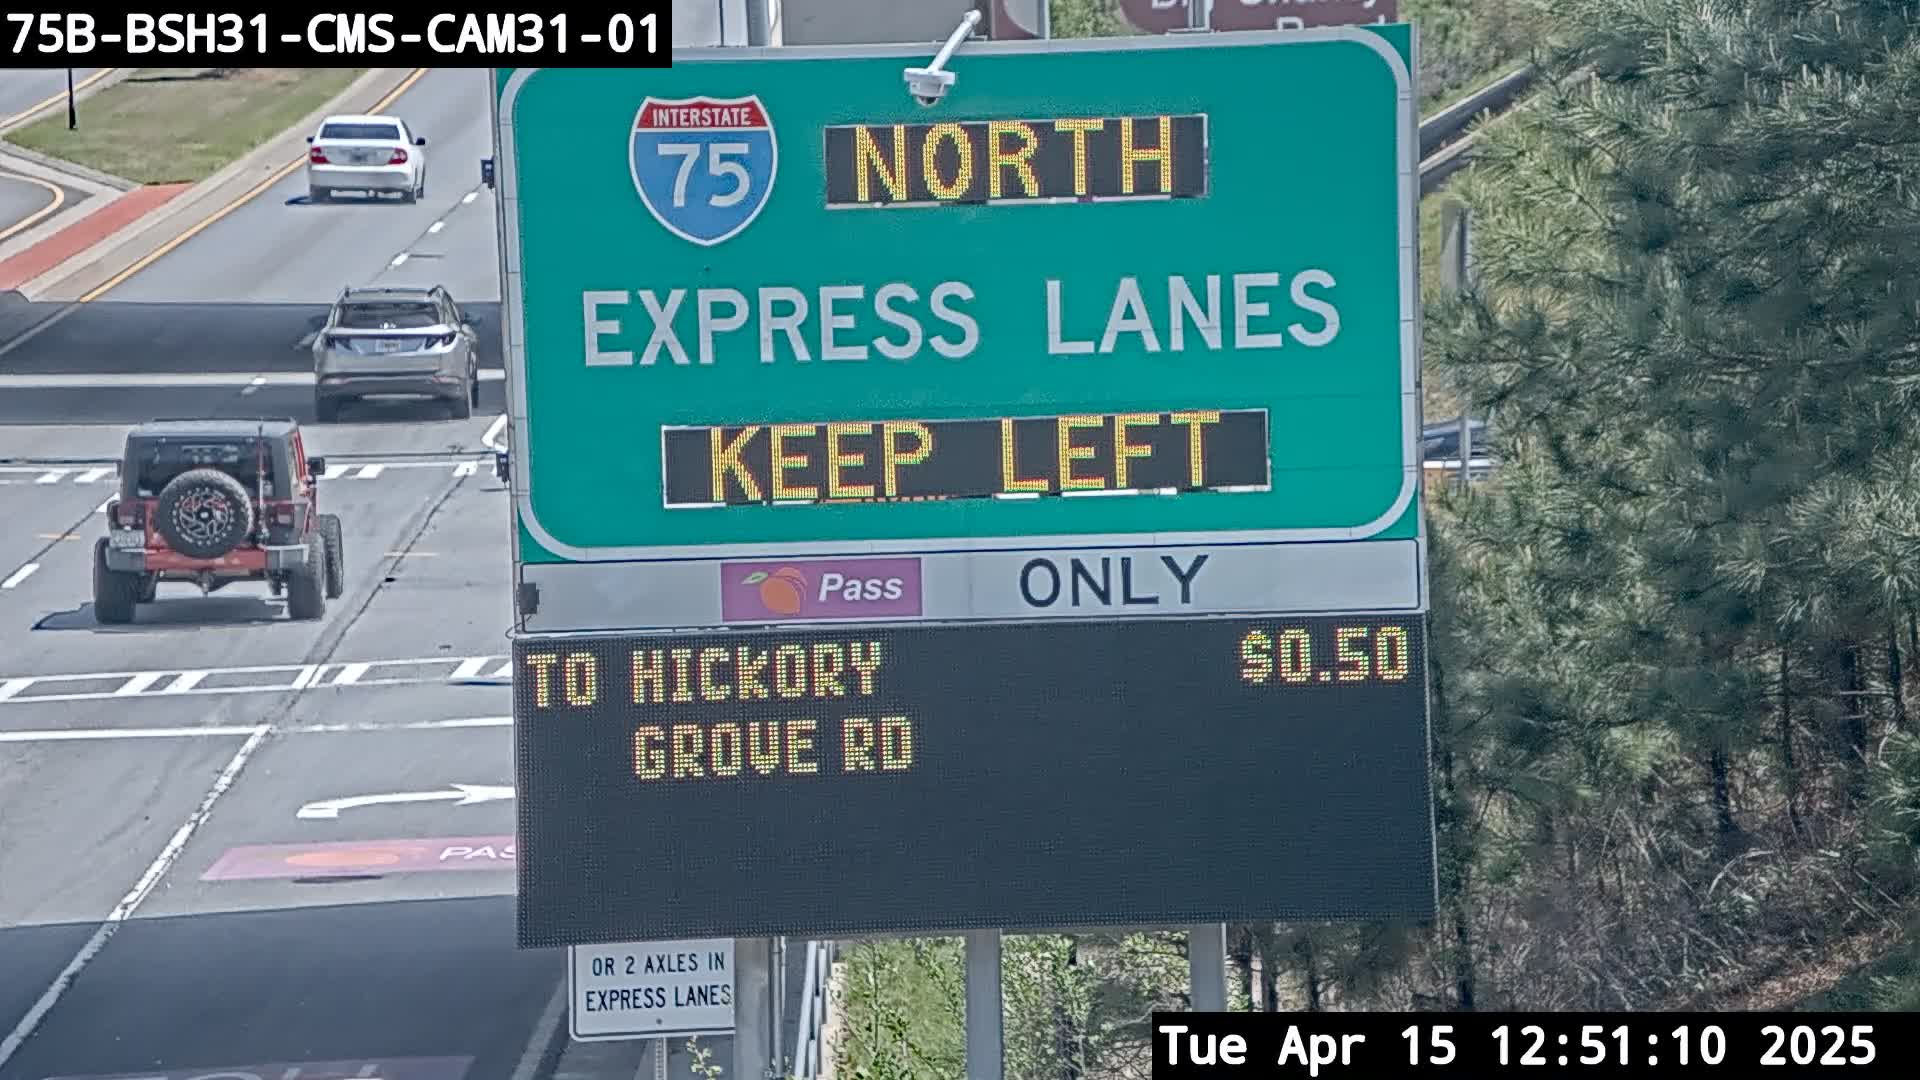 75B-BSH31-CMS-CAM31-01
INTERSTATE
75
NORTH
EXPRESS LANES
KEEP LEFT
Pass ONLY
TO HICKORY $0.50
GROVE RD
OR 2 AXLES IN
EXPRESS LANES
Tue Apr 15 12:51:10 2025